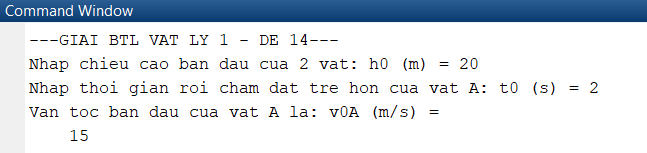 Command Window
---GIAI BTL VAT LY 1 - DE 14---
Nhap chieu cao ban dau cua 2 vat: h0 (m) = 20
Nhap thoi gian roi cham dat tre hon cua vat A: t0 (s) = 2
Van toc ban dau cua vat A la: v0A (m/s) =
15